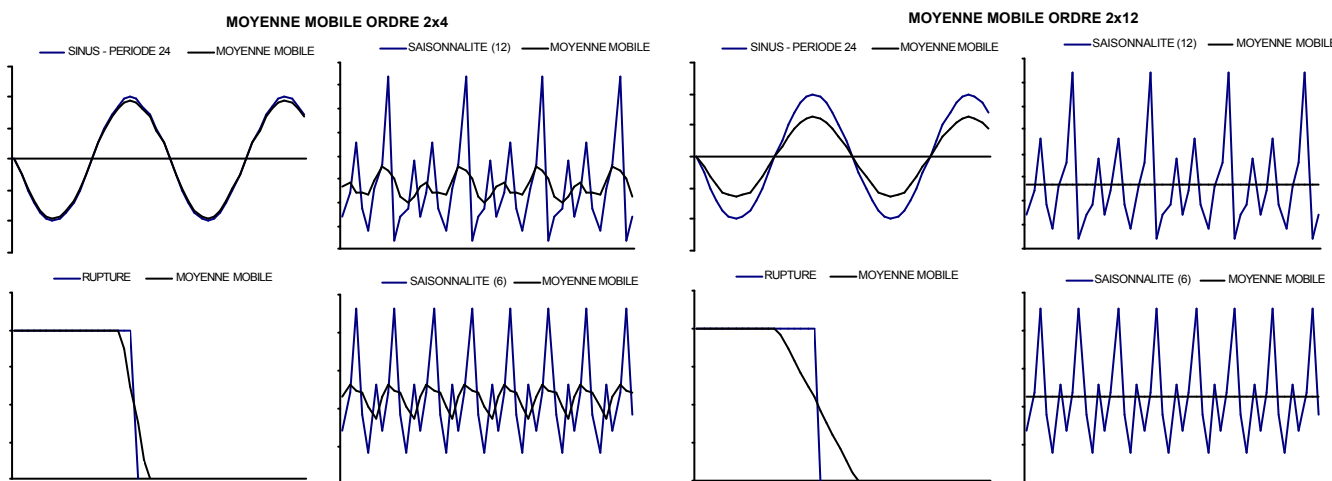 MOYENNE MOBILE ORDRE 2x4
SINUS - PERIODE 24 MOYENNE MOBILE
SAISONNALITE (12) MOYENNE MOBILE
RUPTURE MOYENNE MOBILE
SAISONNALITE (6) MOYENNE MOBILE
MOYENNE MOBILE ORDRE 2x12
SINUS - PERIODE 24 MOYENNE MOBILE
SAISONNALITE (12) MOYENNE MOBILE
RUPTURE MOYENNE MOBILE
SAISONNALITE (6) MOYENNE MOBILE